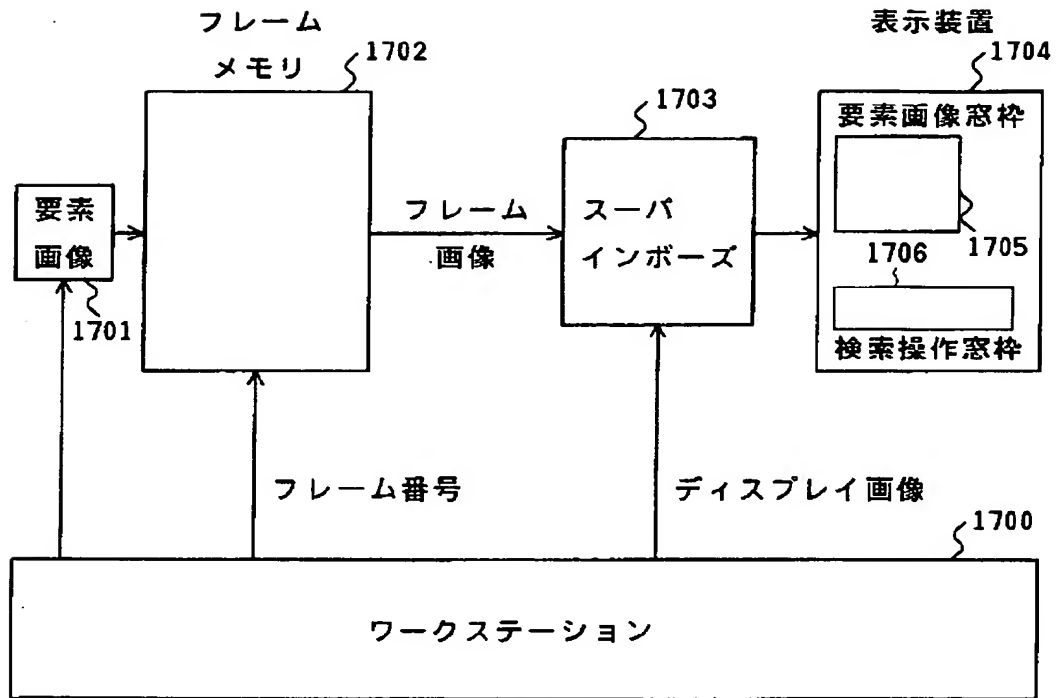 フレーム
メモリ
1702
表示装置
1704
1703
要素画像窓枠
要素
画像
1701
フレーム
画像
スーパ
インボーズ
1705
1706
検索操作窓枠
フレーム番号
ディスプレイ画像
1700
ワークステーション